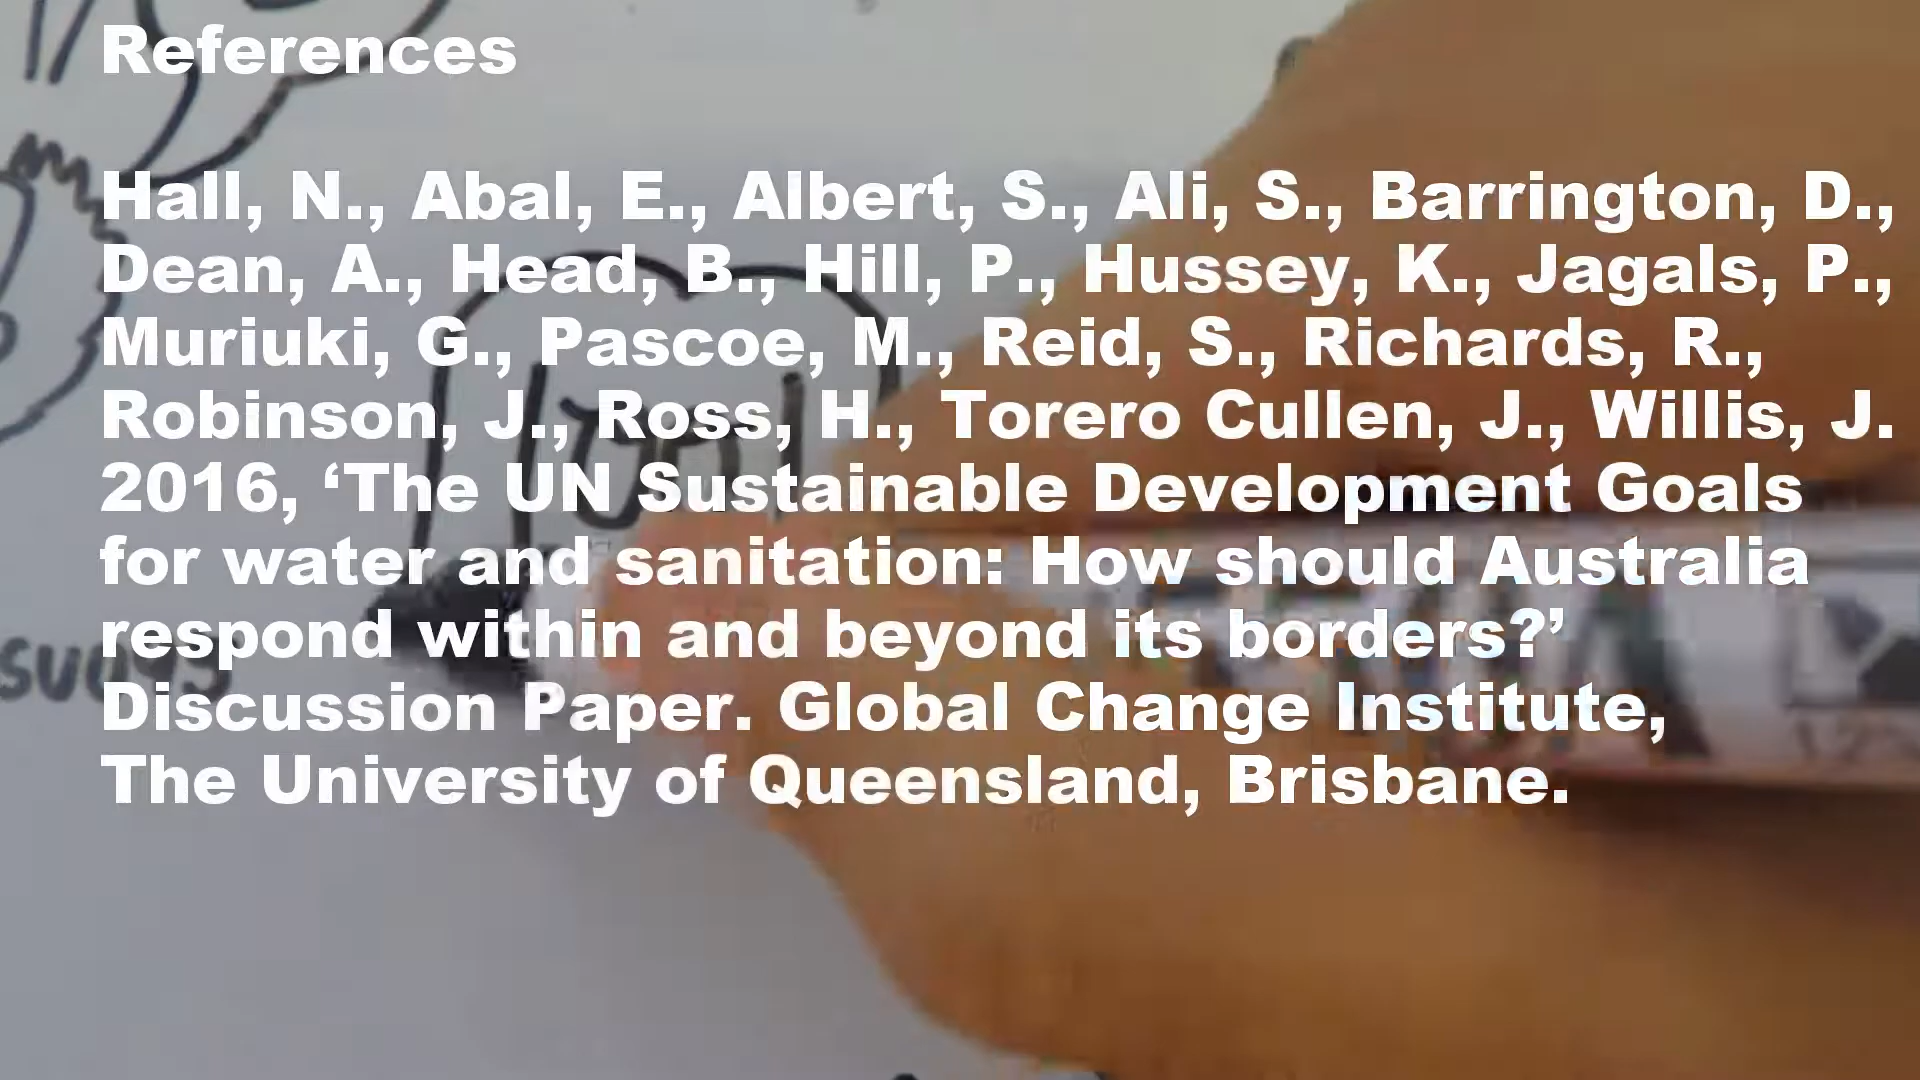 References
Hall, N., Abal, E., Albert, S., Ali, S., Barrington, D.,
Dean, A., Head, B., Hill, P., Hussey, K., Jagals, P.,
Muriuki, G., Pascoe, M., Reid, S., Richards, R.,
Robinson, J., Ross, H., Torero Cullen, J., Willis, J.
2016, ‘The UN Sustainable Development Goals
for water and sanitation: How should Australia
respond within and beyond its borders?’
Discussion Paper. Global Change Institute,
The University of Queensland, Brisbane.